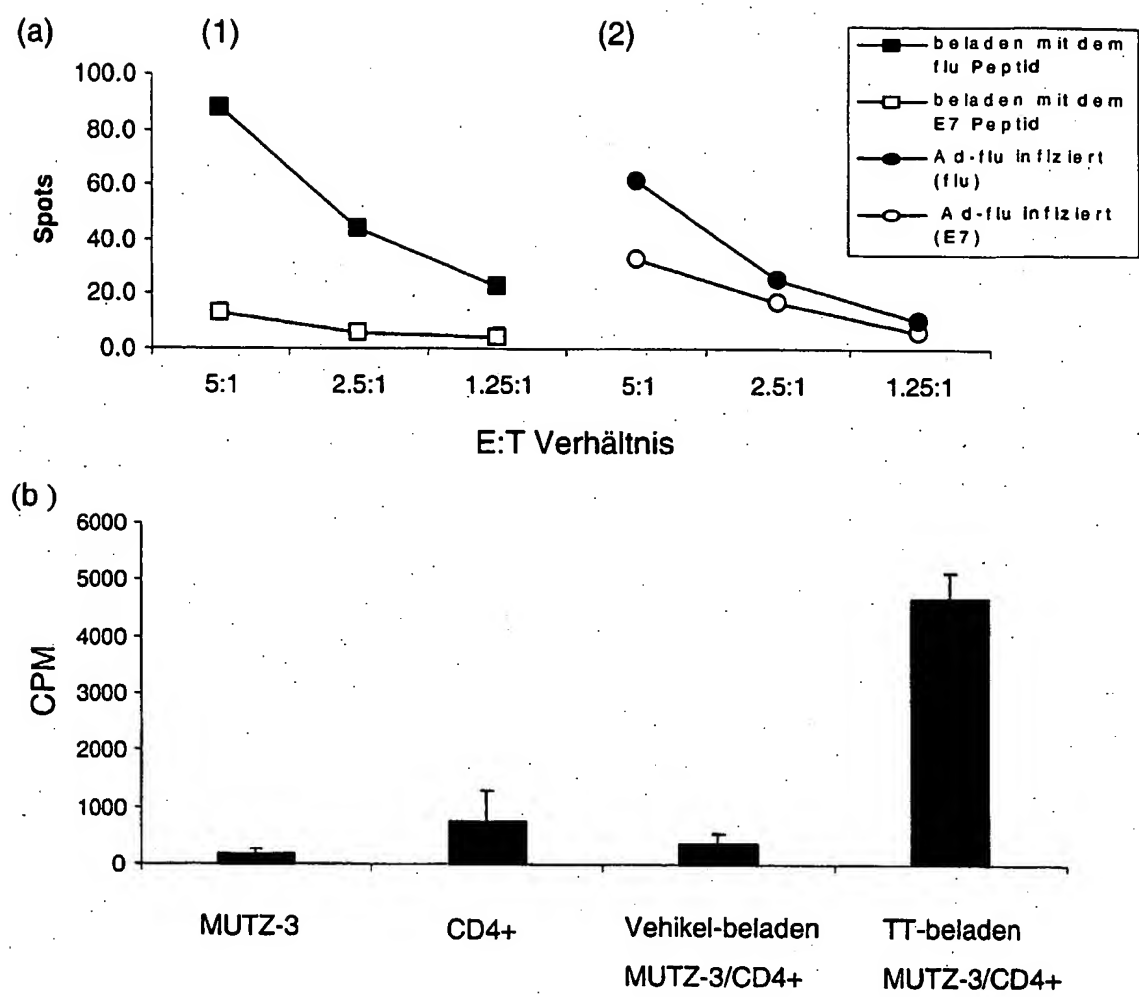 (a)
(1)
(2)
beladen mit dem
flu Peptid
beladen mit dem
E7 Peptid
Ad-flu infiziert
(flu)
Ad-flu infiziert
(E7)
100.0
80.0
60.0
40.0
20.0
0.0
Spots
5:1
2.5:1
1.25:1
5:1
2.5:1
1.25:1
E:T Verhältnis
(b)
6000
5000
4000
3000
2000
1000
0
CPM
MUTZ-3
CD4+
Vehikel-beladen
MUTZ-3/CD4+
TT-beladen
MUTZ-3/CD4+